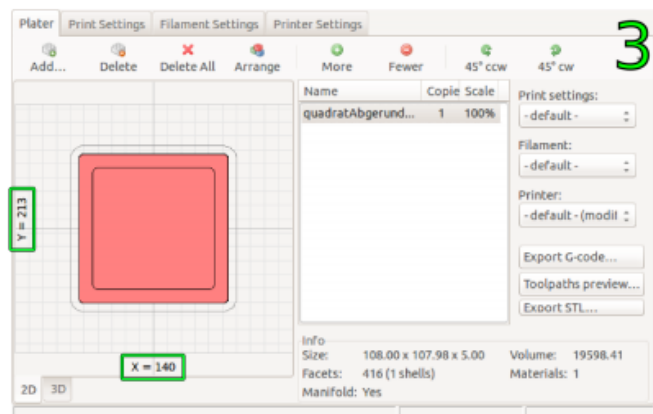 Plater Print Settings Filament Settings Printer Settings
Add... Delete Delete All Arrange More Fewer 45° ccw 45° cw
3
Name Copie Scale
quadratAbgerund... 1 100%
Print settings:
- default -
Filament:
- default -
Printer:
- default - (modif
Y = 213
X = 140
Export G-code...
Toolpaths preview...
Export STL...
Info
Size: 108.00 x 107.98 x 5.00 Volume: 19598.41
Facets: 416 (1 shells) Materials: 1
Manifold: Yes
2D 3D